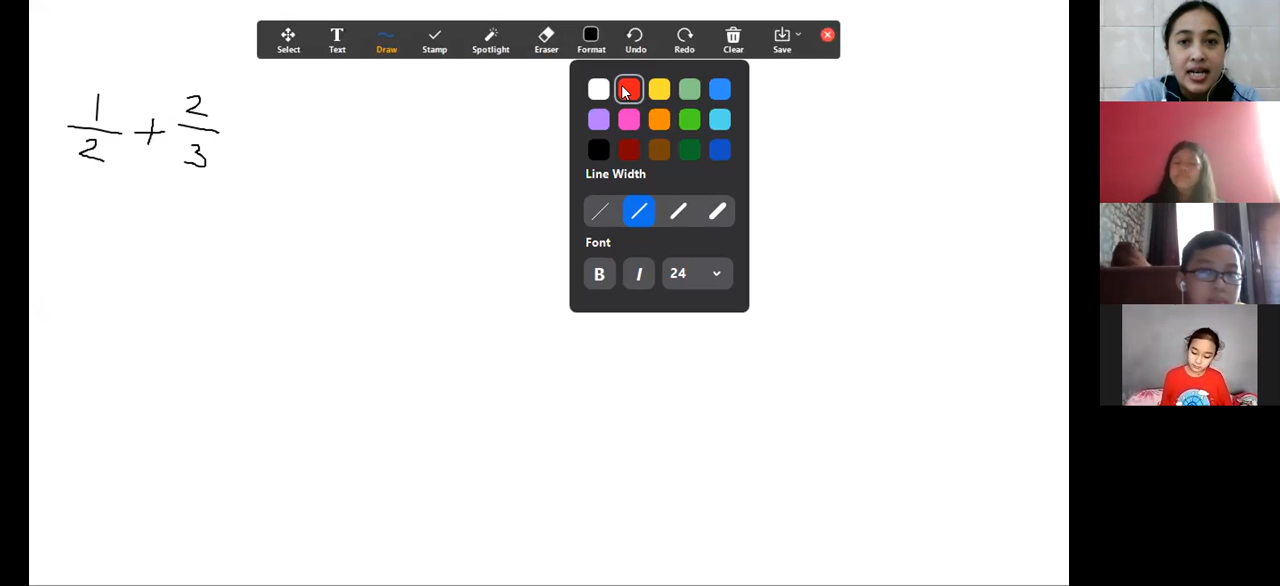 Select Text Draw Stamp Spotlight Eraser Format Undo Redo Clear Save
1/2 + 2/3
Line Width
Font
B I 24